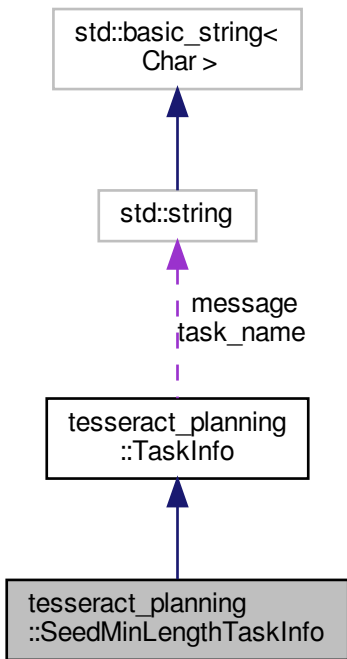 std::basic_string<
Char >
std::string
message
task_name
tesseract_planning
::TaskInfo
tesseract_planning
::SeedMinLengthTaskInfo